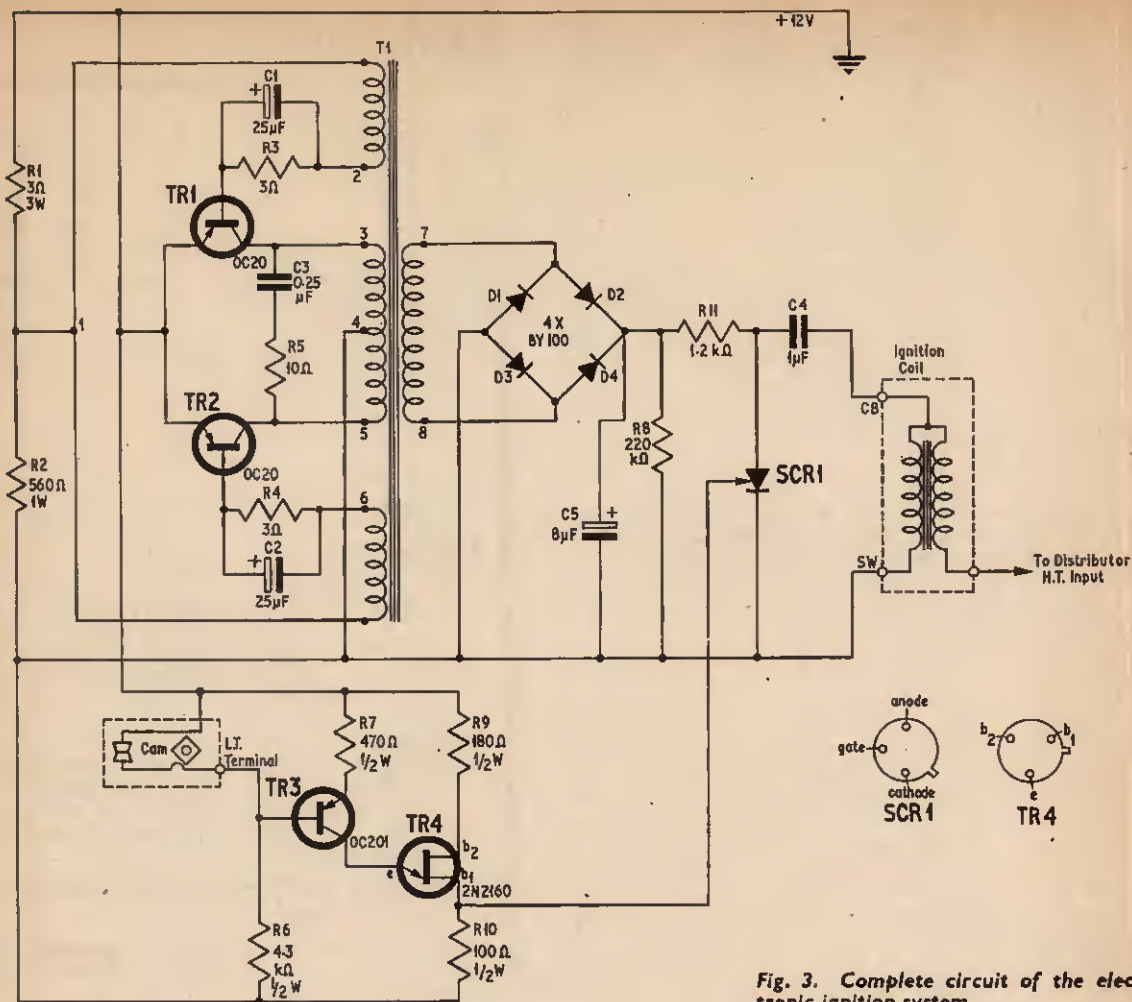 +12V
T1
C1
+
25µF
R3
3Ω
2
R1
3Ω
3W
TR1
OC20
3
7
C3
0·25
µF
1
4
R5
10Ω
TR2
5
8
OC20
R2
560Ω
1W
R4
3Ω
6
C2
+
25µF
D1
D2
4 X
BY100
D3
D4
R11
1·2 kΩ
C4
1µF
R8
220
kΩ
C5
+
8µF
SCR1
Ignition
Coil
CB
SW
To Distributor
H.T. Input
Cam
L.T.
Terminal
R7
470Ω
1/2 W
R9
180Ω
1/2 W
TR3
OC201
TR4
b2
e
b1
2N2160
R6
4·3
kΩ
1/2 W
R10
100Ω
1/2 W
anode
gate
cathode
SCR1
b2
b1
e
TR4
Fig. 3. Complete circuit of the elec-
tronic ignition system